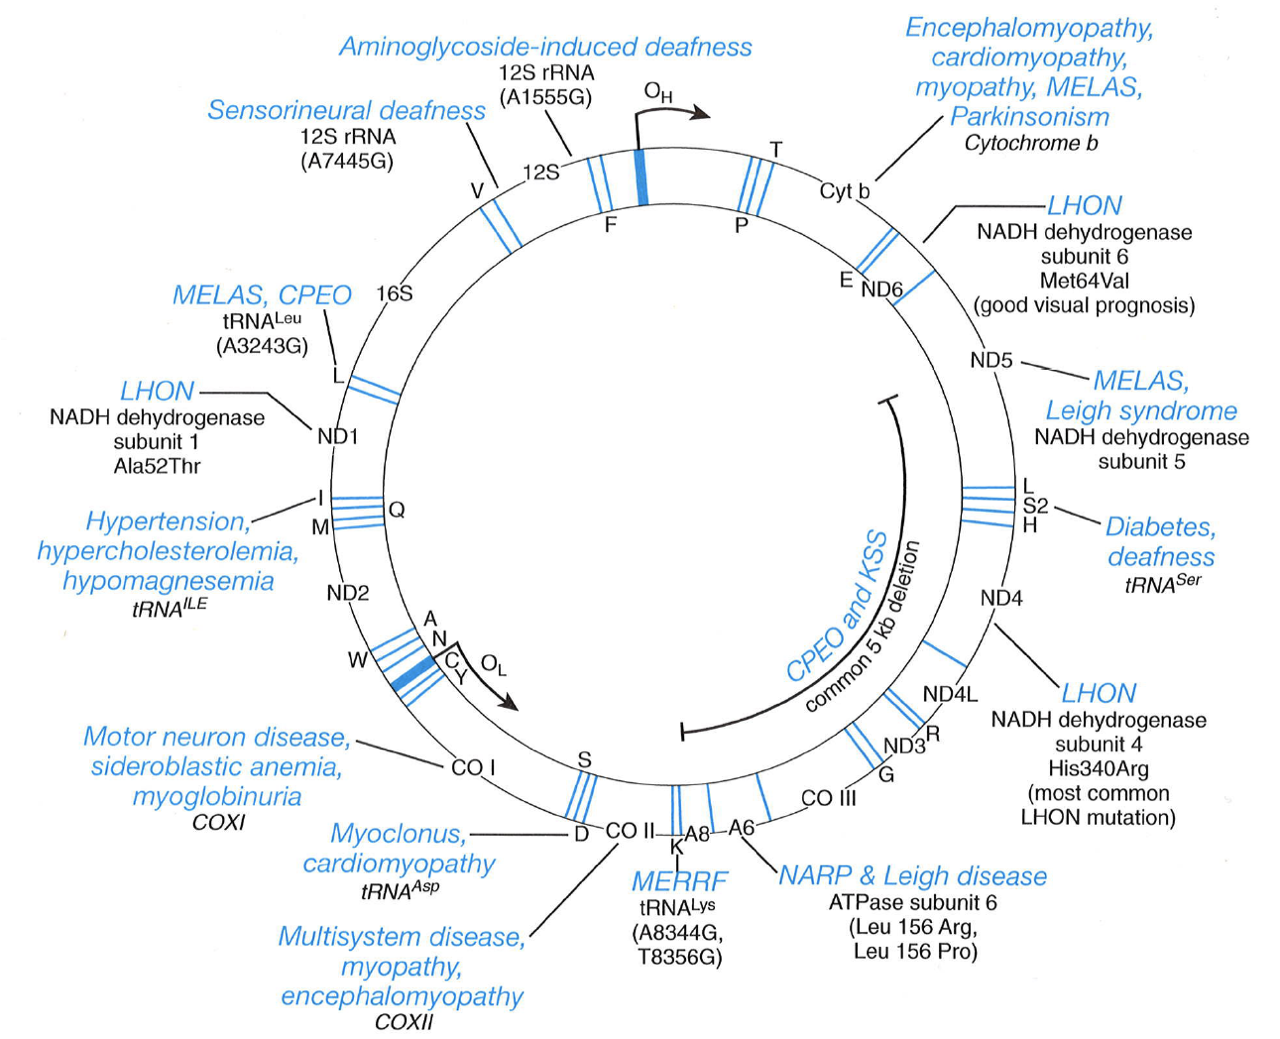 Encephalomyopathy,
cardiomyopathy,
myopathy, MELAS,
Parkinsonism
Cytochrome b
Aminoglycoside-induced deafness
12S rRNA
(A1555G)
OH
Sensorineural deafness
12S rRNA
(A7445G)
T
12S
V
Cyt b
F
P
LHON
NADH dehydrogenase
subunit 6
Met64Val
(good visual prognosis)
E
ND6
MELAS, CPEO
tRNALeu
(A3243G)
16S
L
ND5
MELAS,
Leigh syndrome
NADH dehydrogenase
subunit 5
LHON
NADH dehydrogenase
subunit 1
Ala52Thr
ND1
I
Q
M
L
S2
H
Hypertension,
hypercholesterolemia,
hypomagnesemia
tRNAILE
Diabetes,
deafness
tRNASer
CPEO and KSS
common 5 kb deletion
ND2
ND4
A
N
W
C
Y
OL
LHON
NADH dehydrogenase
subunit 4
His340Arg
(most common
LHON mutation)
ND4L
R
ND3
G
Motor neuron disease,
sideroblastic anemia,
myoglobinuria
COXI
CO I
S
CO III
Myoclonus,
cardiomyopathy
tRNAAsp
D
CO II
K
A8
A6
MERRF
tRNALys
(A8344G,
T8356G)
NARP & Leigh disease
ATPase subunit 6
(Leu 156 Arg,
Leu 156 Pro)
Multisystem disease,
myopathy,
encephalomyopathy
COXII